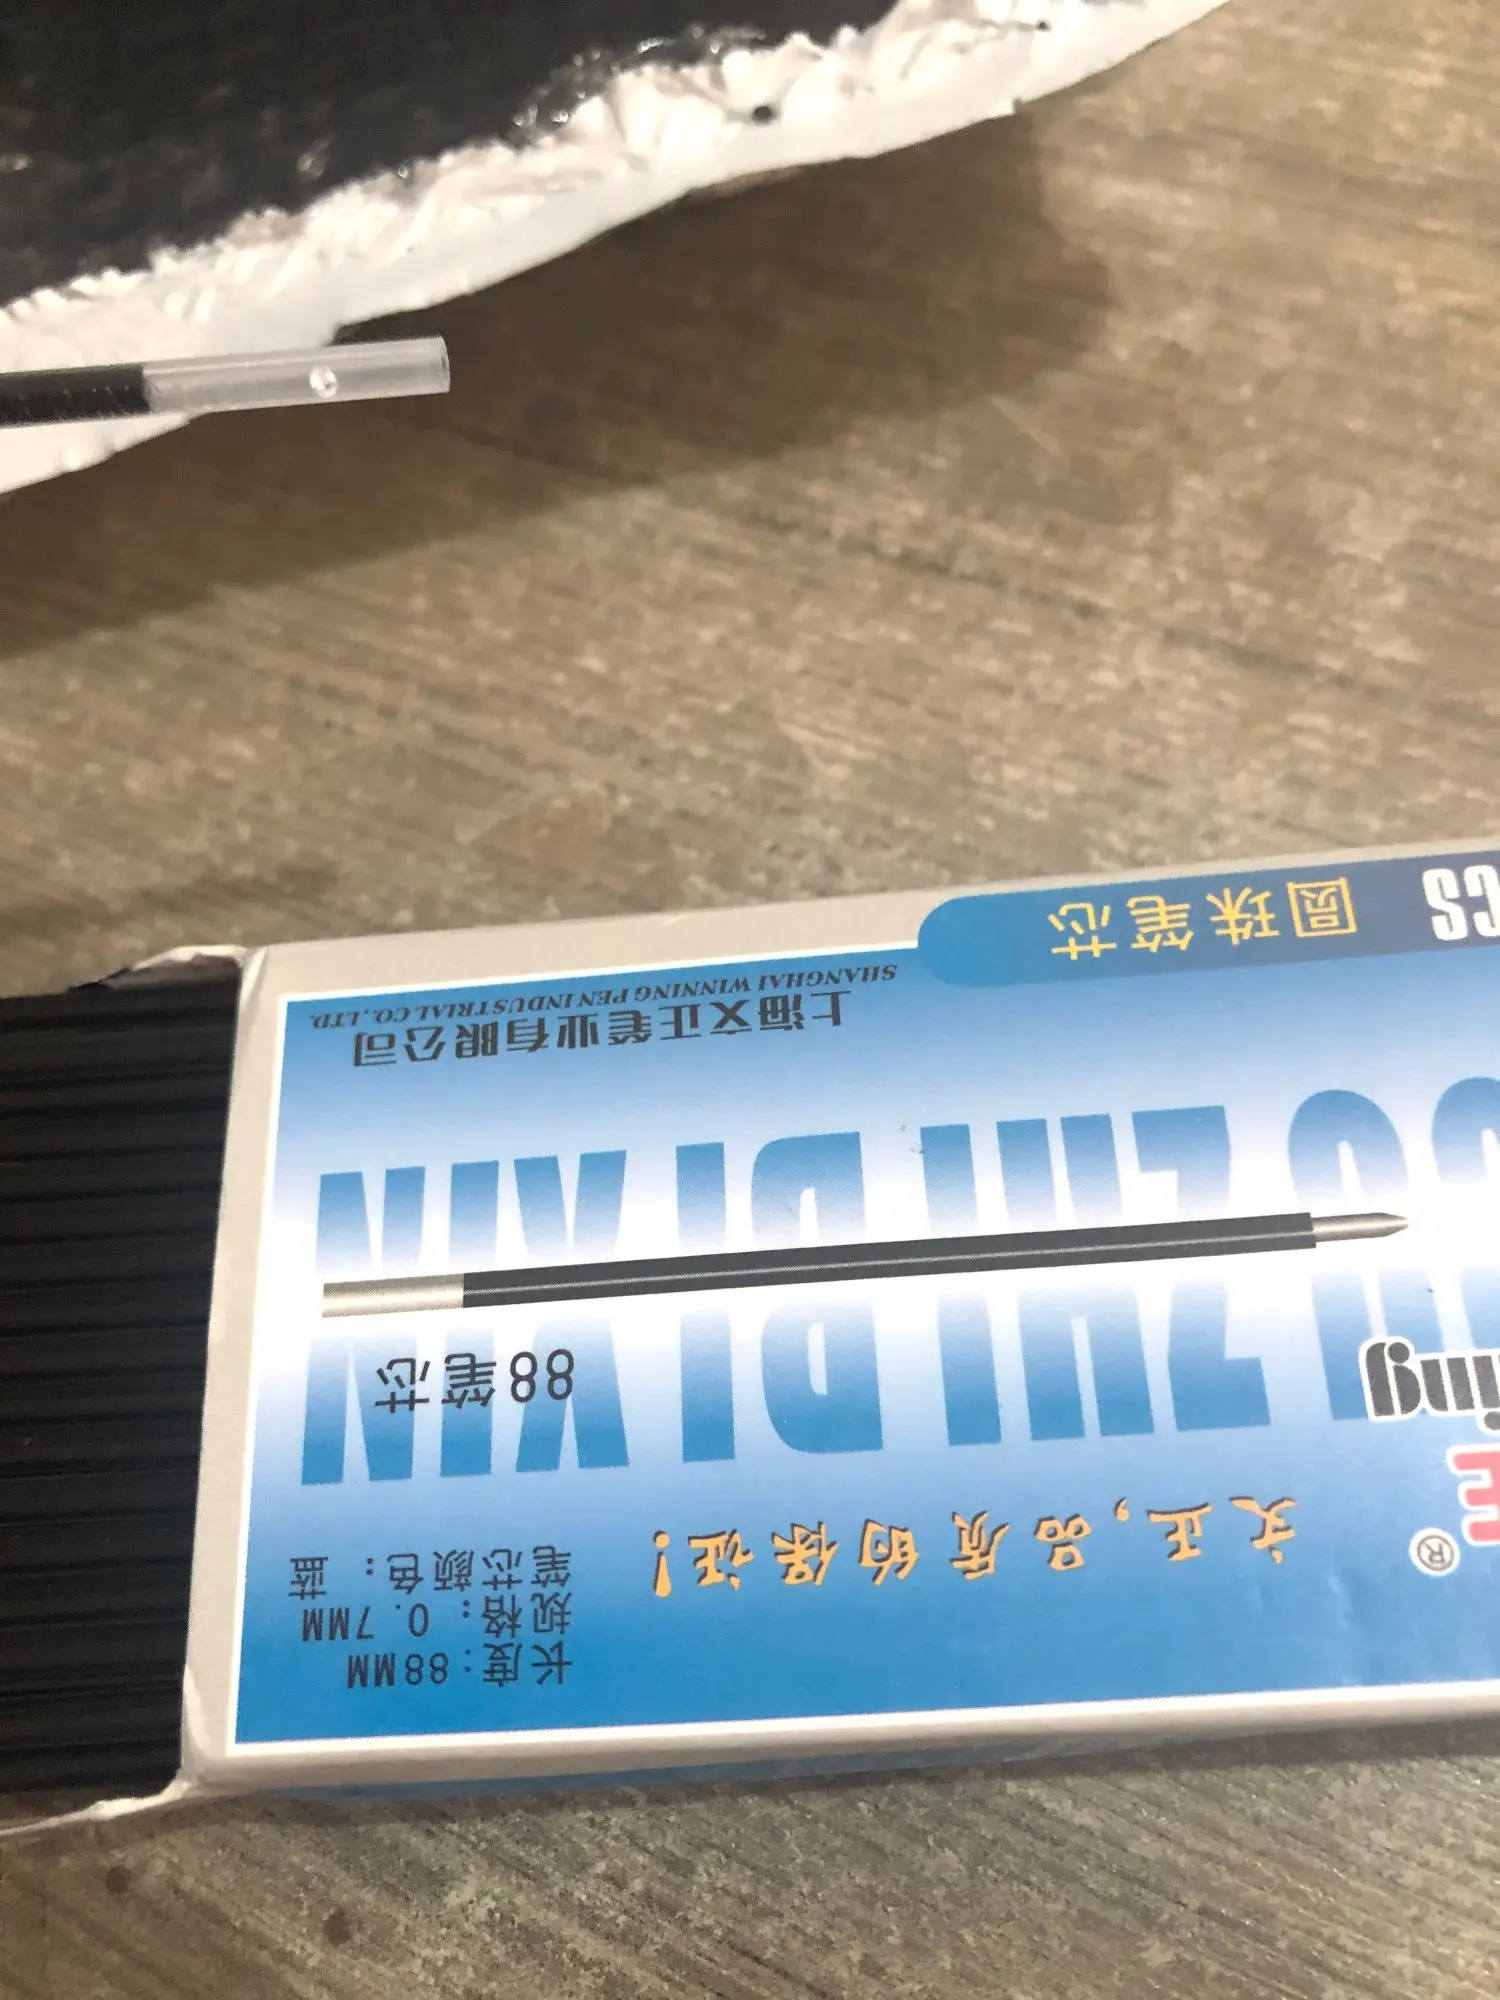 ®
文正,品质的保证!
长度:88MM
规格: 0.7MM
笔芯颜色: 蓝
ning
88笔芯
BI XIN
上海文正笔业有限公司
SHANGHAI WINNING PEN INDUSTRIAL CO.,LTD.
CS 圆珠笔芯